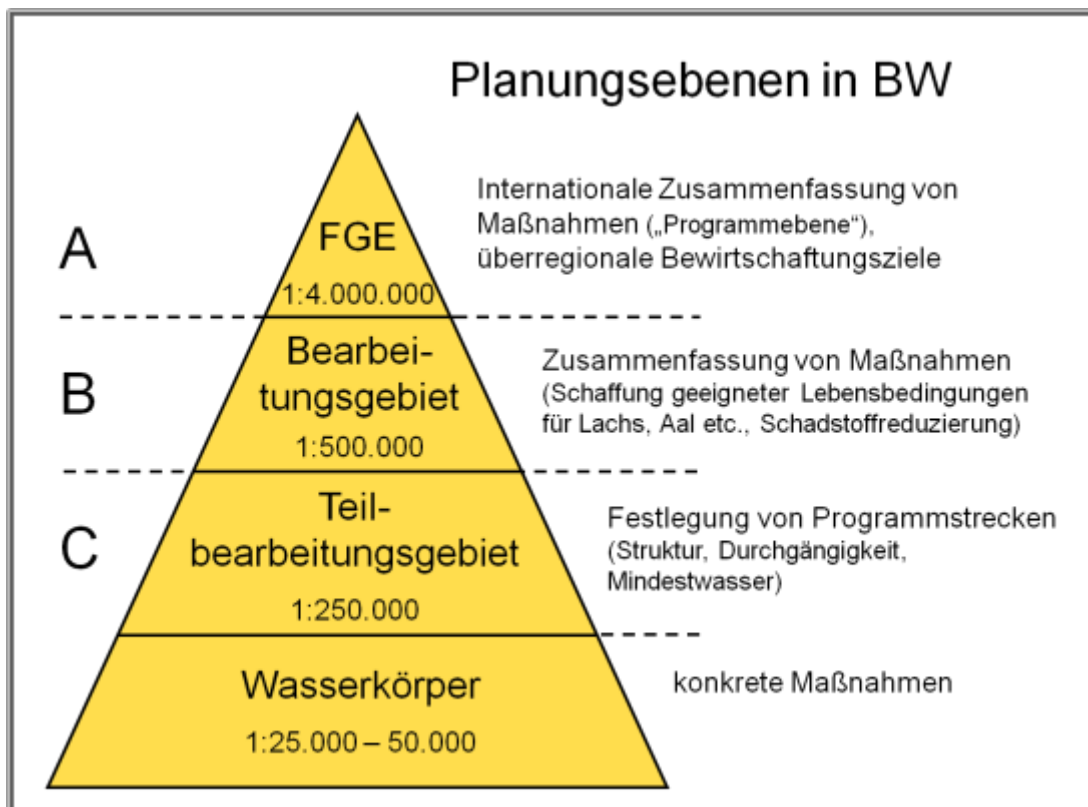 Planungsebenen in BW
A
FGE
1:4.000.000
Internationale Zusammenfassung von
Maßnahmen („Programmebene“),
überregionale Bewirtschaftungsziele
B
Bearbei-
tungsgebiet
1:500.000
Zusammenfassung von Maßnahmen
(Schaffung geeigneter Lebensbedingungen
für Lachs, Aal etc., Schadstoffreduzierung)
C
Teil-
bearbeitungsgebiet
1:250.000
Festlegung von Programmstrecken
(Struktur, Durchgängigkeit,
Mindestwasser)
Wasserkörper
1:25.000 – 50.000
konkrete Maßnahmen